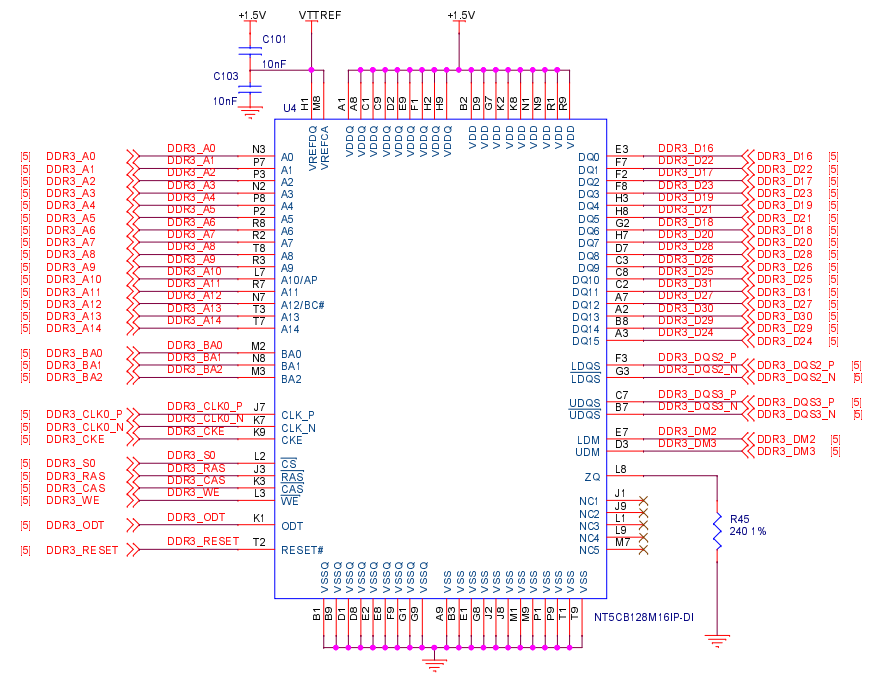 +1.5V VTTREF +1.5V
C101
10nF
C103
10nF
U4
H1 M8 A1 A8 C1 C9 D2 E9 F1 H2 H9 B2 D9 G7 K2 K8 N1 N9 R1 R9
VREFDQ VREFCA VDDQ VDDQ VDDQ VDDQ VDDQ VDDQ VDDQ VDDQ VDDQ VDD VDD VDD VDD VDD VDD VDD VDD VDD
[5] DDR3_A0 DDR3_A0 N3 A0
[5] DDR3_A1 DDR3_A1 P7 A1
[5] DDR3_A2 DDR3_A2 P3 A2
[5] DDR3_A3 DDR3_A3 N2 A3
[5] DDR3_A4 DDR3_A4 P8 A4
[5] DDR3_A5 DDR3_A5 P2 A5
[5] DDR3_A6 DDR3_A6 R8 A6
[5] DDR3_A7 DDR3_A7 R2 A7
[5] DDR3_A8 DDR3_A8 T8 A8
[5] DDR3_A9 DDR3_A9 R3 A9
[5] DDR3_A10 DDR3_A10 L7 A10/AP
[5] DDR3_A11 DDR3_A11 R7 A11
[5] DDR3_A12 DDR3_A12 N7 A12/BC#
[5] DDR3_A13 DDR3_A13 T3 A13
[5] DDR3_A14 DDR3_A14 T7 A14
[5] DDR3_BA0 DDR3_BA0 M2 BA0
[5] DDR3_BA1 DDR3_BA1 N8 BA1
[5] DDR3_BA2 DDR3_BA2 M3 BA2
[5] DDR3_CLK0_P DDR3_CLK0_P J7 CLK_P
[5] DDR3_CLK0_N DDR3_CLK0_N K7 CLK_N
[5] DDR3_CKE DDR3_CKE K9 CKE
[5] DDR3_S0 DDR3_S0 L2 CS
[5] DDR3_RAS DDR3_RAS J3 RAS
[5] DDR3_CAS DDR3_CAS K3 CAS
[5] DDR3_WE DDR3_WE L3 WE
[5] DDR3_ODT DDR3_ODT K1 ODT
[5] DDR3_RESET DDR3_RESET T2 RESET#
DQ0 E3 DDR3_D16 DDR3_D16 [5]
DQ1 F7 DDR3_D22 DDR3_D22 [5]
DQ2 F2 DDR3_D17 DDR3_D17 [5]
DQ3 F8 DDR3_D23 DDR3_D23 [5]
DQ4 H3 DDR3_D19 DDR3_D19 [5]
DQ5 H8 DDR3_D21 DDR3_D21 [5]
DQ6 G2 DDR3_D18 DDR3_D18 [5]
DQ7 H7 DDR3_D20 DDR3_D20 [5]
DQ8 D7 DDR3_D28 DDR3_D28 [5]
DQ9 C3 DDR3_D26 DDR3_D26 [5]
DQ10 C8 DDR3_D25 DDR3_D25 [5]
DQ11 C2 DDR3_D31 DDR3_D31 [5]
DQ12 A7 DDR3_D27 DDR3_D27 [5]
DQ13 A2 DDR3_D30 DDR3_D30 [5]
DQ14 B8 DDR3_D29 DDR3_D29 [5]
DQ15 A3 DDR3_D24 DDR3_D24 [5]
LDQS F3 DDR3_DQS2_P DDR3_DQS2_P [5]
LDQS G3 DDR3_DQS2_N DDR3_DQS2_N [5]
UDQS C7 DDR3_DQS3_P DDR3_DQS3_P [5]
UDQS B7 DDR3_DQS3_N DDR3_DQS3_N [5]
LDM E7 DDR3_DM2 DDR3_DM2 [5]
UDM D3 DDR3_DM3 DDR3_DM3 [5]
ZQ L8
NC1 J1
NC2 J9
NC3 L1
NC4 L9
NC5 M7
R45
240 1%
VSSQ VSSQ VSSQ VSSQ VSSQ VSSQ VSSQ VSSQ VSSQ VSS VSS VSS VSS VSS VSS VSS VSS VSS VSS VSS VSS
B1 B9 D1 D8 E2 E8 F9 G1 G9 A9 B3 E1 G8 J2 J8 M1 M9 P1 P9 T1 T9
NT5CB128M16IP-DI